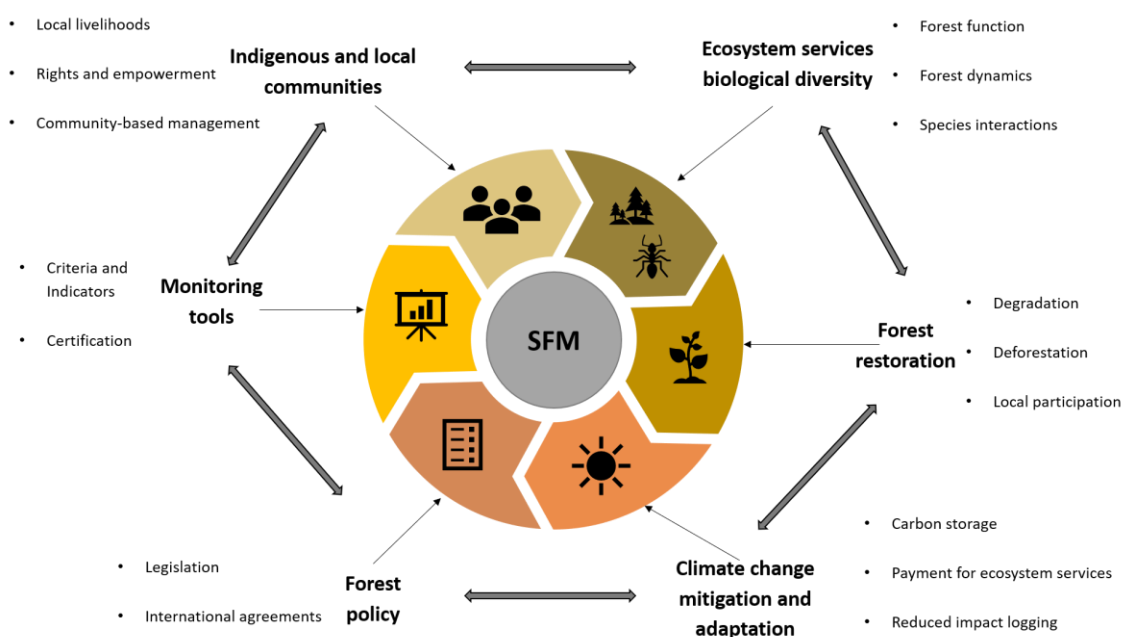 • Local livelihoods
• Rights and empowerment
• Community-based management
Indigenous and local
communities
Ecosystem services
biological diversity
• Forest function
• Forest dynamics
• Species interactions
• Criteria and
Indicators
• Certification
Monitoring
tools
SFM
Forest
restoration
• Degradation
• Deforestation
• Local participation
• Legislation
• International agreements
Forest
policy
Climate change
mitigation and
adaptation
• Carbon storage
• Payment for ecosystem services
• Reduced impact logging